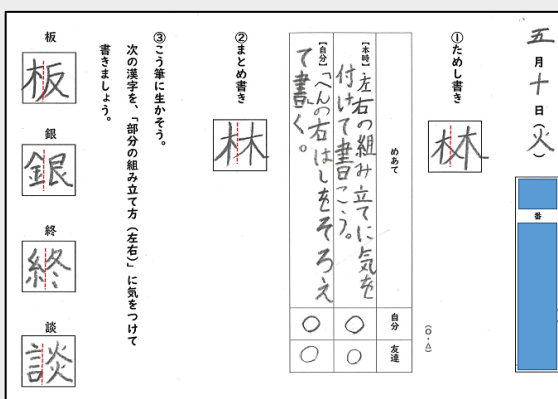 五月十日(火)
番
①ためし書き
林
(○・△)
めあて
自分
友達
【本時】左右の組み立てに気を付けて書こう。
○
○
【自分】「へん」の右はしをそろえて書く。
○
○
②まとめ書き
林
③こう筆に生かそう。
次の漢字を、「部分の組み立て方(左右)」に気をつけて
書きましょう。
板
板
銀
銀
終
終
談
談